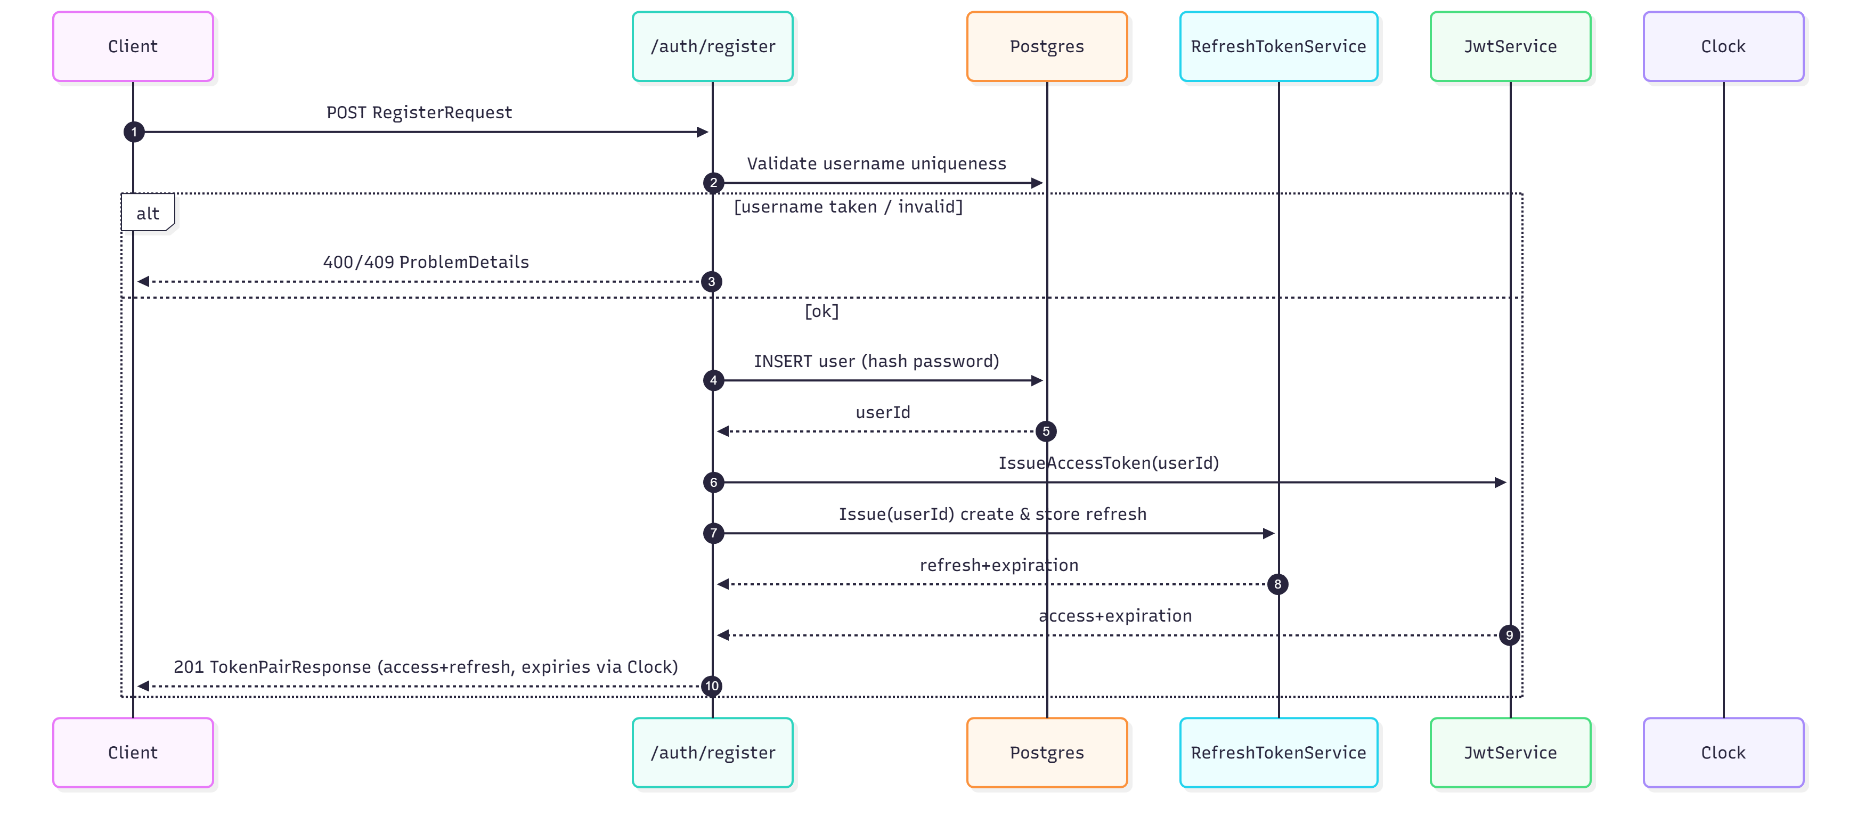 Client
/auth/register
Postgres
RefreshTokenService
JwtService
Clock
POST RegisterRequest
1
Validate username uniqueness
2
alt
[username taken / invalid]
400/409 ProblemDetails
3
[ok]
INSERT user (hash password)
4
userId
5
IssueAccessToken(userId)
6
Issue(userId) create & store refresh
7
refresh+expiration
8
access+expiration
9
201 TokenPairResponse (access+refresh, expiries via Clock)
10
Client
/auth/register
Postgres
RefreshTokenService
JwtService
Clock